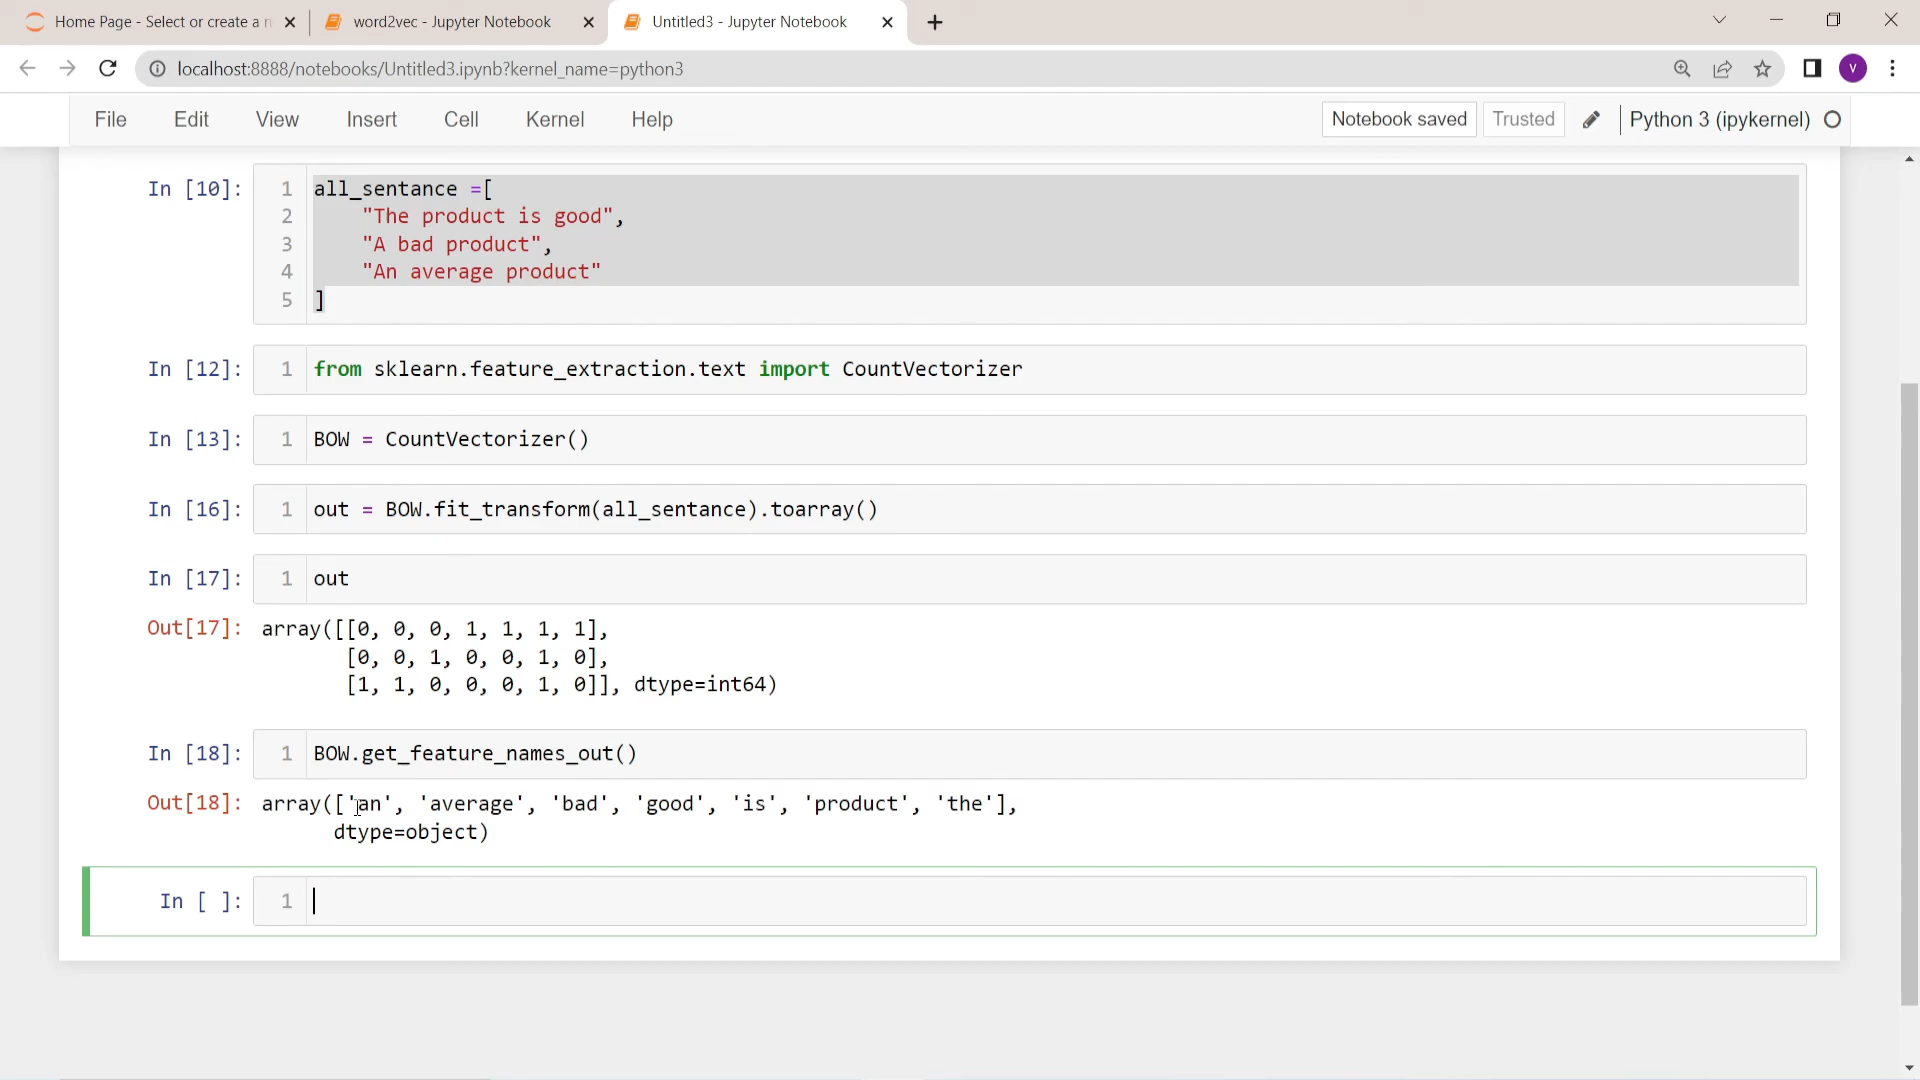 Home Page - Select or create a n
word2vec - Jupyter Notebook
Untitled3 - Jupyter Notebook
localhost:8888/notebooks/Untitled3.ipynb?kernel_name=python3
V
File Edit View Insert Cell Kernel Help
Notebook saved
Trusted
Python 3 (ipykernel)
In [10]:
1 all_sentance =[
2 "The product is good",
3 "A bad product",
4 "An average product"
5 ]
In [12]: 1 from sklearn.feature_extraction.text import CountVectorizer
In [13]: 1 BOW = CountVectorizer()
In [16]: 1 out = BOW.fit_transform(all_sentance).toarray()
In [17]: 1 out
Out[17]: array([[0, 0, 0, 1, 1, 1, 1],
[0, 0, 1, 0, 0, 1, 0],
[1, 1, 0, 0, 0, 1, 0]], dtype=int64)
In [18]: 1 BOW.get_feature_names_out()
Out[18]: array(['an', 'average', 'bad', 'good', 'is', 'product', 'the'],
dtype=object)
In [ ]: 1